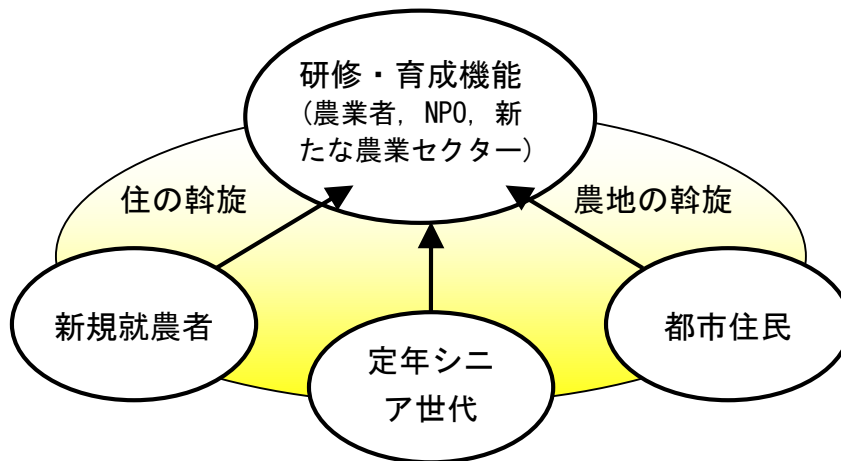 研修・育成機能
(農業者, NPO, 新
たな農業セクター)
住の斡旋
農地の斡旋
新規就農者
定年シニ
ア世代
都市住民